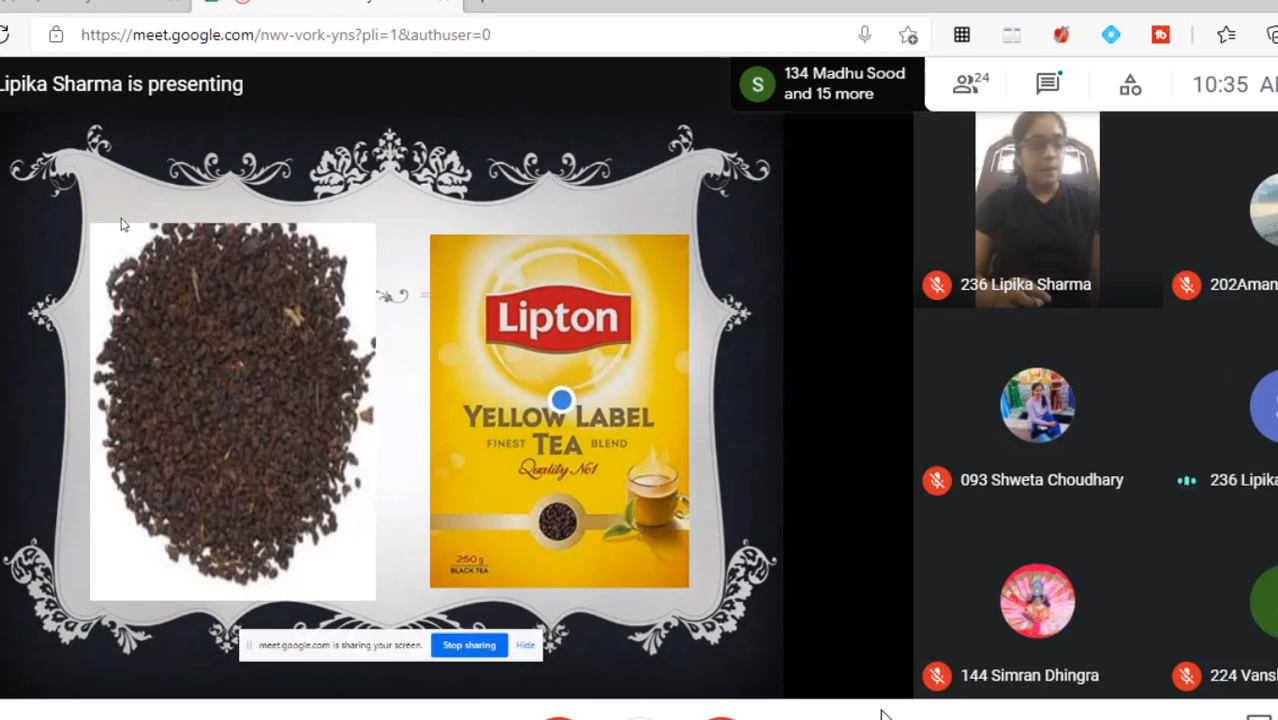 https://meet.google.com/nwv-vork-yns?pli=1&authuser=0
Lipika Sharma is presenting
S
134 Madhu Sood
and 15 more
24
10:35
Lipton
YELLOW LABEL
FINEST TEA BLEND
Quality No1
250g
BLACK TEA
meet.google.com is sharing your screen.
Stop sharing
Hide
236 Lipika Sharma
202Aman
093 Shweta Choudhary
236 Lipika
144 Simran Dhingra
224 Vans